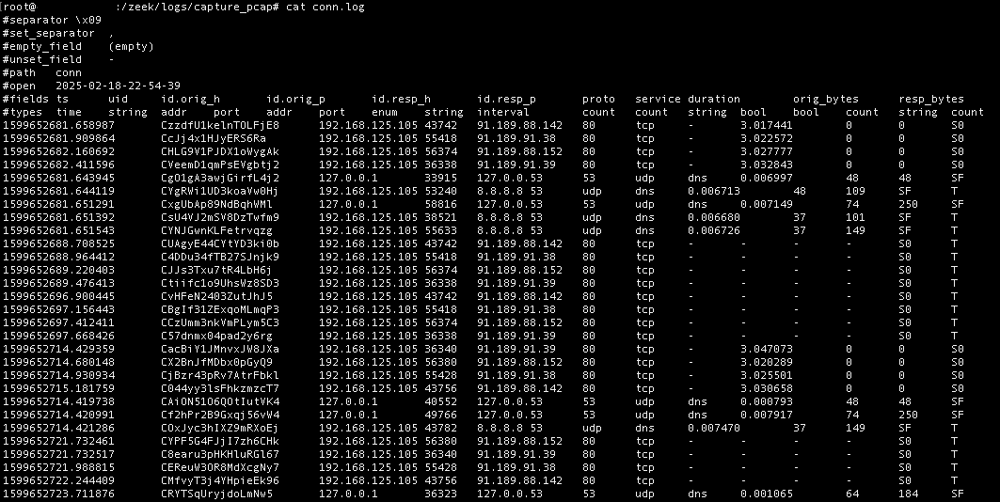 [root@ :/zeek/logs/capture_pcap# cat conn.log
#separator \x09
#set_separator ,
#empty_field (empty)
#unset_field -
#path conn
#open 2025-02-18-22-54-39
#fields ts uid id.orig_h id.orig_p id.resp_h id.resp_p proto service duration orig_bytes resp_bytes
#types time string addr port addr port enum string interval count count string bool bool count string count
1599652681.658987 CzzdfU1kelnTOLFjE8 192.168.125.105 43742 91.189.88.142 80 tcp - 3.017441 0 0 S0
1599652681.909864 CcJj4x1HJyERS6Ra 192.168.125.105 55418 91.189.91.38 80 tcp - 3.022572 0 0 S0
1599652682.160692 CHLG9V1PJDX1oWygAk 192.168.125.105 56374 91.189.88.152 80 tcp - 3.027777 0 0 S0
1599652682.411596 CVeemD1qmPsEVgbtj2 192.168.125.105 36338 91.189.91.39 80 tcp - 3.032843 0 0 S0
1599652681.643945 CgO1gA3awjGirfL4j2 127.0.0.1 33915 127.0.0.53 53 udp dns 0.006997 48 48 SF
1599652681.644119 CYgRWi1UD3koaVw0Hj 192.168.125.105 53240 8.8.8.8 53 udp dns 0.006713 48 109 SF T
1599652681.651291 CxgUbAp89NdBqhWMl 127.0.0.1 58816 127.0.0.53 53 udp dns 0.007149 74 250 SF
1599652681.651392 CsU4VJ2mSV8DzTwfm9 192.168.125.105 38521 8.8.8.8 53 udp dns 0.006680 37 101 SF T
1599652681.651543 CYNJGwnKLFetrvqzg 192.168.125.105 55633 8.8.8.8 53 udp dns 0.006726 37 149 SF T
1599652688.708525 CUAgyE44CYtYD3ki0b 192.168.125.105 43742 91.189.88.142 80 tcp - - - - S0 T
1599652688.964412 C4DDu34fTB27SJnjk9 192.168.125.105 55418 91.189.91.38 80 tcp - - - - S0 T
1599652689.220403 CJJs3Txu7tR4LbH6j 192.168.125.105 56374 91.189.88.152 80 tcp - - - - S0 T
1599652689.476413 Ctiifc1o9UhsWz8SD3 192.168.125.105 36338 91.189.91.39 80 tcp - - - - S0 T
1599652696.900445 CvHFeN2403ZutJhJ5 192.168.125.105 43742 91.189.88.142 80 tcp - - - - S0 T
1599652697.156443 CBgIf31ZExqoMLmqP3 192.168.125.105 55418 91.189.91.38 80 tcp - - - - S0 T
1599652697.412411 CCzUmm3nkVmPLym5C3 192.168.125.105 56374 91.189.88.152 80 tcp - - - - S0 T
1599652697.668426 C57dnmx04pad2y6rg 192.168.125.105 36338 91.189.91.39 80 tcp - - - - S0 T
1599652714.429359 CacBiY1JMnvxJW8JXa 192.168.125.105 36340 91.189.91.39 80 tcp - 3.047073 0 0 S0
1599652714.680148 CX2BnJfMDbx0pGyQ9 192.168.125.105 56380 91.189.88.152 80 tcp - 3.020289 0 0 S0
1599652714.930934 CjBzr43pRv7AtrFbkl 192.168.125.105 55428 91.189.91.38 80 tcp - 3.025501 0 0 S0
1599652715.181759 C044yy3lsFhkzmzcT7 192.168.125.105 43756 91.189.88.142 80 tcp - 3.030658 0 0 S0
1599652714.419738 CAiON51O6QOtIutVK4 127.0.0.1 40552 127.0.0.53 53 udp dns 0.000793 48 48 SF
1599652714.420991 Cf2hPr2B9Gxqj56vW4 127.0.0.1 49766 127.0.0.53 53 udp dns 0.007917 74 250 SF
1599652714.421286 COxJyc3hIXZ9mRXoEj 192.168.125.105 43782 8.8.8.8 53 udp dns 0.007470 37 149 SF T
1599652721.732461 CYPF5G4FJjI7zh6CHk 192.168.125.105 56380 91.189.88.152 80 tcp - - - - S0 T
1599652721.732517 C8earu3pHKHluRGl67 192.168.125.105 36340 91.189.91.39 80 tcp - - - - S0 T
1599652721.988815 CEReuW3OR8MdXcgNy7 192.168.125.105 55428 91.189.91.38 80 tcp - - - - S0 T
1599652722.244409 CMfvyT3j4YHpieEk96 192.168.125.105 43756 91.189.88.142 80 tcp - - - - S0 T
1599652723.711876 CRYTSqUryjdoLmNw5 127.0.0.1 36323 127.0.0.53 53 udp dns 0.001065 64 184 SF